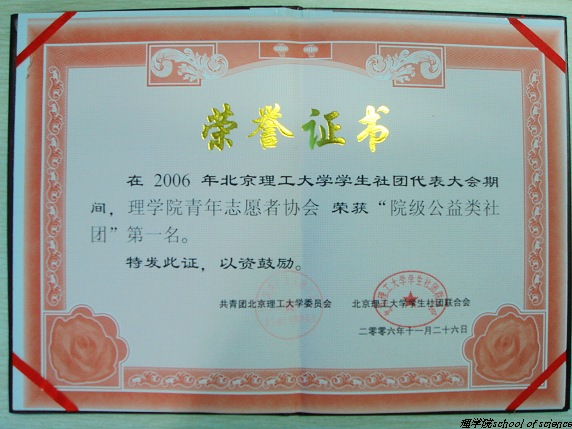 荣誉证书
在 2006 年北京理工大学学生社团代表大会期
间，理学院青年志愿者协会 荣获“院级公益类社
团”第一名。
特发此证，以资鼓励。
共青团北京理工大学委员会 北京理工大学学生社团联合会
二零零六年十一月二十六日
理学院school of science